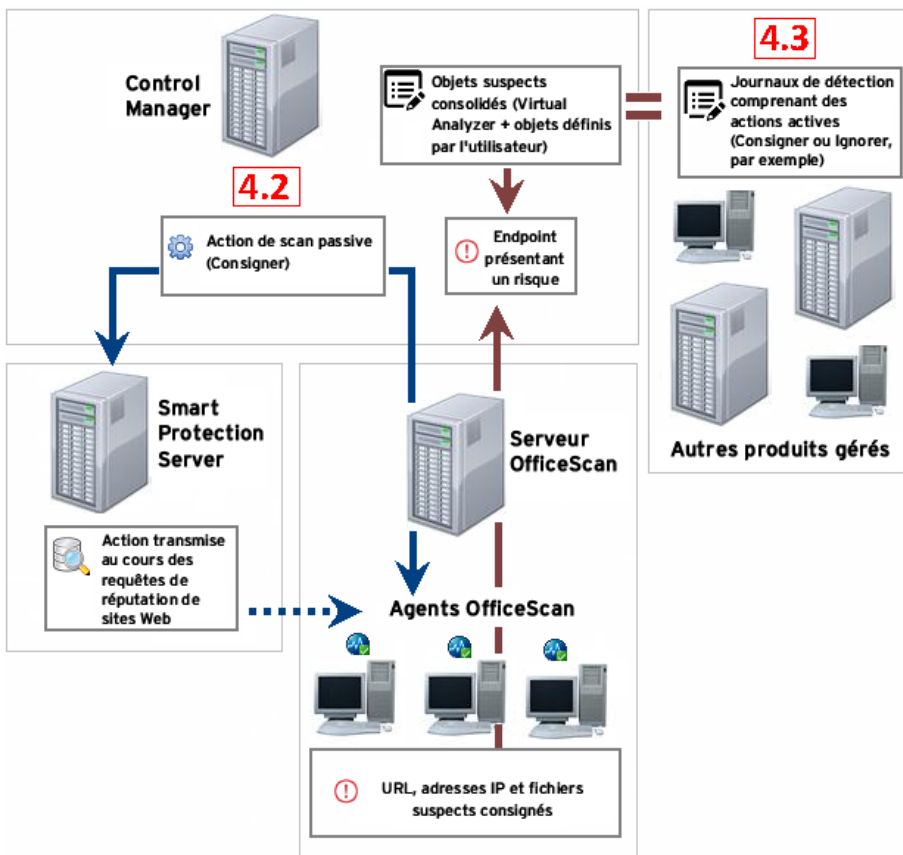 Control
Manager
4.2
Action de scan passive
(Consigner)
Objets suspects
consolidés (Virtual
Analyzer + objets définis
par l'utilisateur)
Endpoint
présentant
un risque
4.3
Journaux de détection
comprenant des
actions actives
(Consigner ou Ignorer,
par exemple)
Autres produits gérés
Smart
Protection
Server
Action transmise
au cours des
requêtes de
réputation de
sites Web
Serveur
OfficeScan
Agents OfficeScan
URL, adresses IP et fichiers
suspects consignés